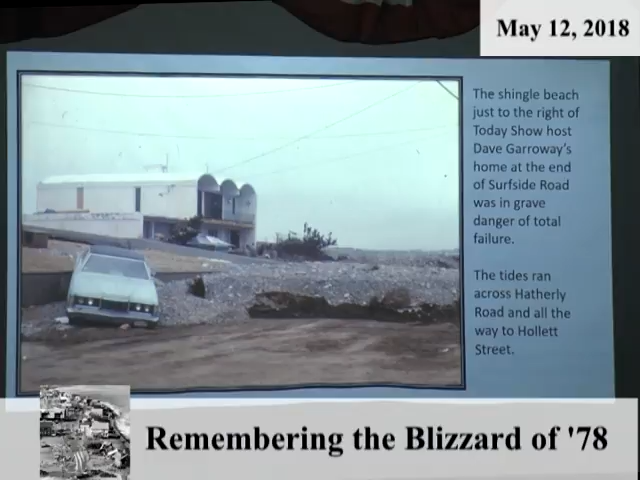 May 12, 2018
The shingle beach
just to the right of
Today Show host
Dave Garroway's
home at the end
of Surfside Road
was in grave
danger of total
failure.
The tides ran
across Hatherly
Road and all the
way to Hollett
Street.
Remembering the Blizzard of '78